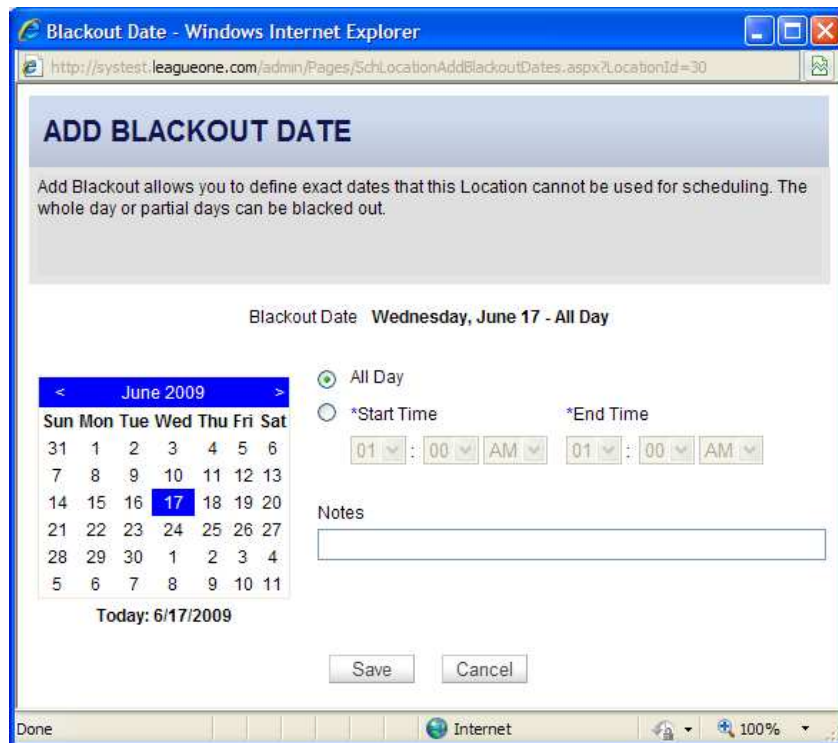 Blackout Date - Windows Internet Explorer
http://systest.leagueone.com/admin/Pages/SchLocationAddBlackoutDates.aspx?LocationId=30
ADD BLACKOUT DATE
Add Blackout allows you to define exact dates that this Location cannot be used for scheduling. The
whole day or partial days can be blacked out.
Blackout Date Wednesday, June 17 - All Day
< June 2009 >
Sun Mon Tue Wed Thu Fri Sat
31 1 2 3 4 5 6
7 8 9 10 11 12 13
14 15 16 17 18 19 20
21 22 23 24 25 26 27
28 29 30 1 2 3 4
5 6 7 8 9 10 11
Today: 6/17/2009
All Day
*Start Time *End Time
01 : 00 AM 01 : 00 AM
Notes
Save Cancel
Done Internet 100%